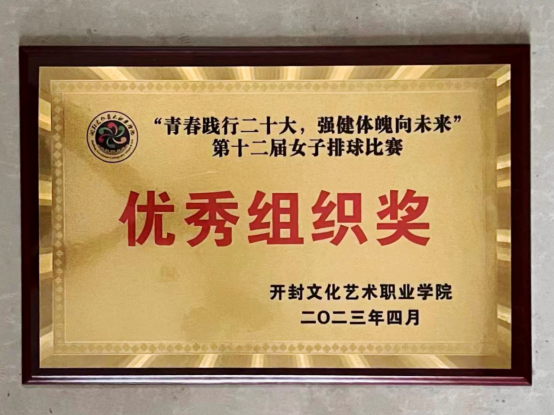 “青春践行二十大，强健体魄向未来”
第十二届女子排球比赛
优秀组织奖
开封文化艺术职业学院
二〇二三年四月